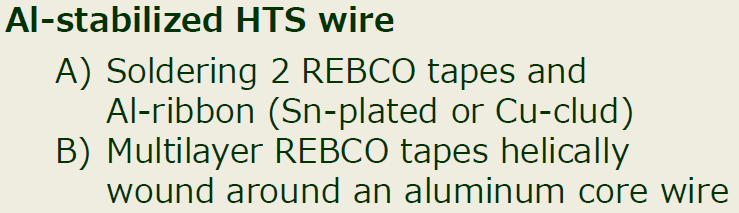 Al-stabilized HTS wire
A) Soldering 2 REBCO tapes and
Al-ribbon (Sn-plated or Cu-clud)
B) Multilayer REBCO tapes helically
wound around an aluminum core wire